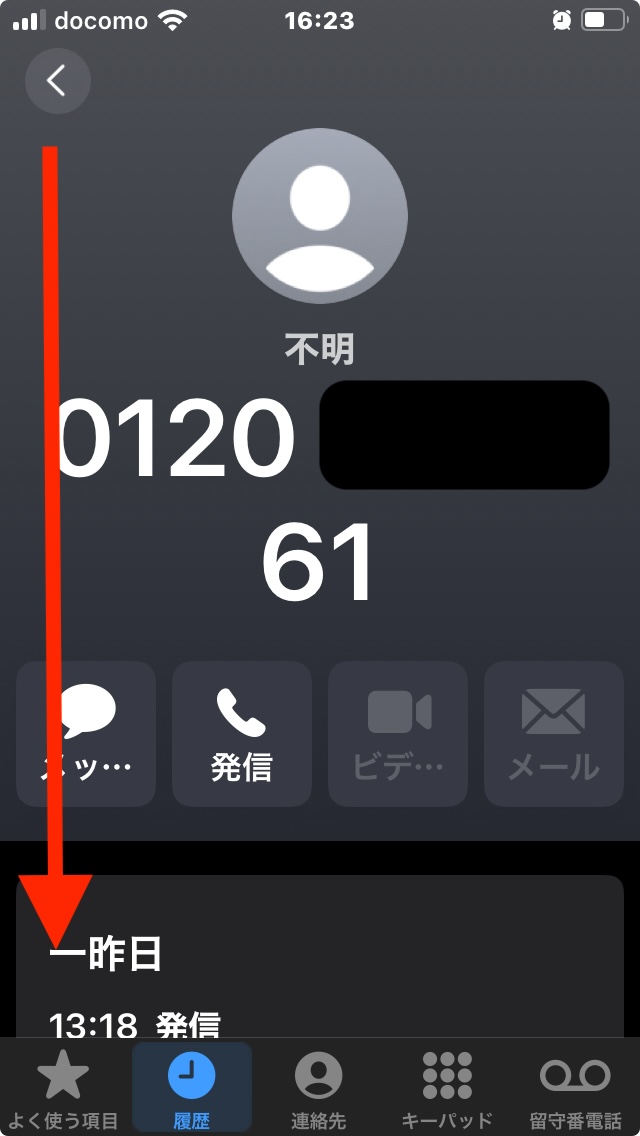 docomo 16:23
不明
0120
61
メッ… 発信 ビデ… メール
一昨日
13:18 発信
よく使う項目 履歴 連絡先 キーパッド 留守番電話